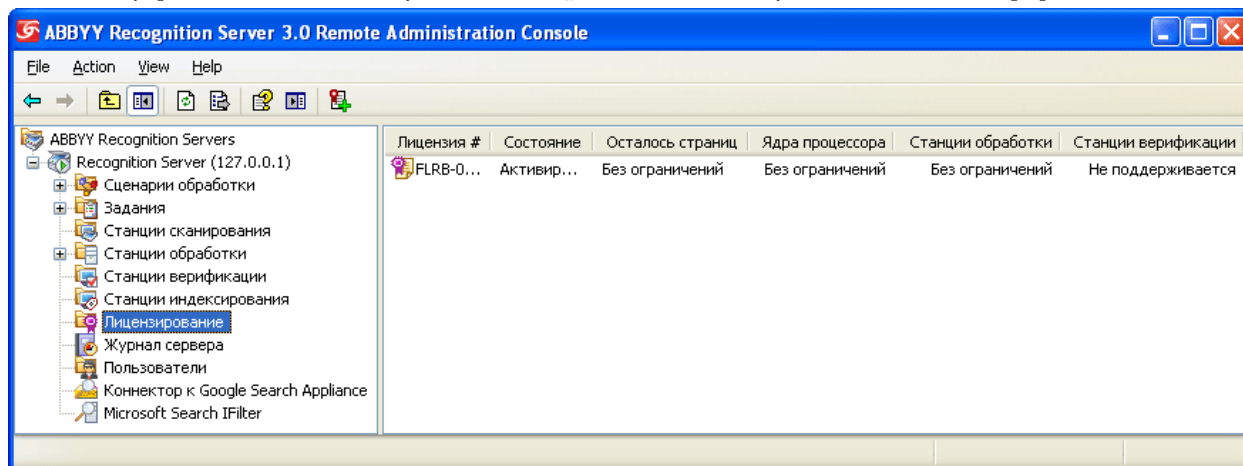 ABBYY Recognition Server 3.0 Remote Administration Console
File Action View Help
ABBYY Recognition Servers
Recognition Server (127.0.0.1)
Сценарии обработки
Задания
Станции сканирования
Станции обработки
Станции верификации
Станции индексирования
Лицензирование
Журнал сервера
Пользователи
Коннектор к Google Search Appliance
Microsoft Search IFilter
Лицензия # Состояние Осталось страниц Ядра процессора Станции обработки Станции верификации
FLRB-0... Активир... Без ограничений Без ограничений Без ограничений Не поддерживается